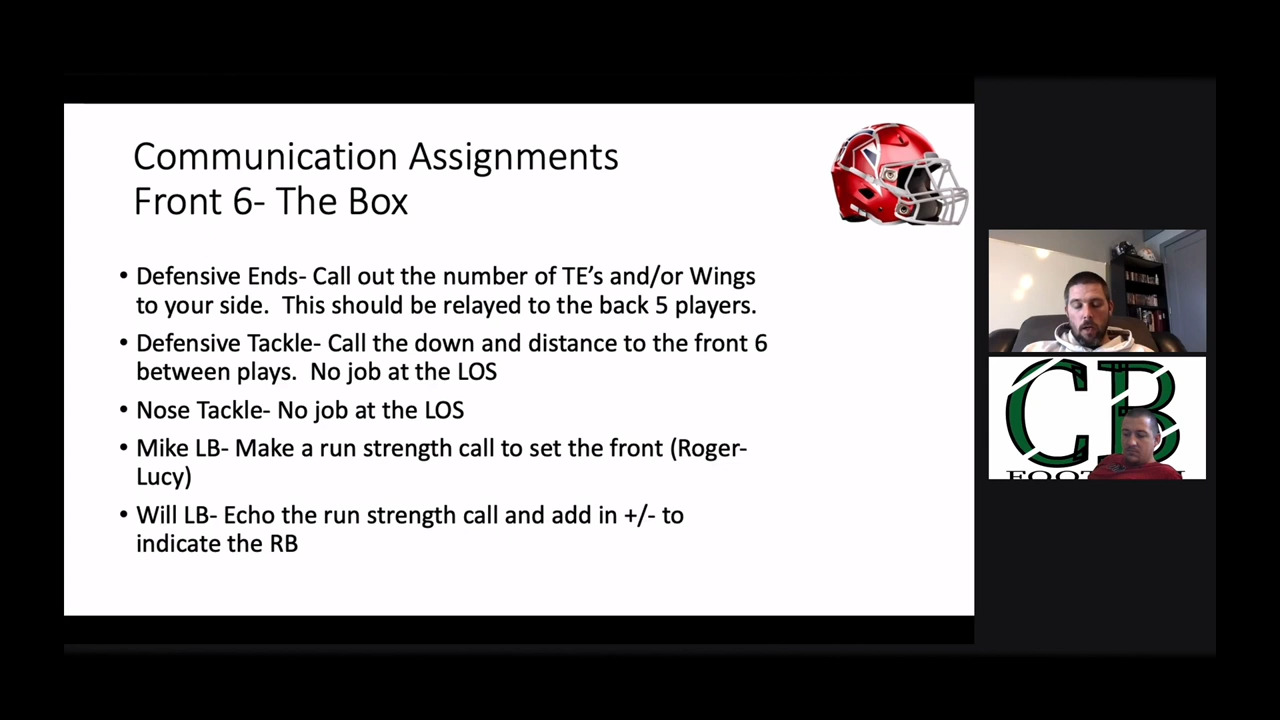 Communication Assignments
Front 6- The Box
• Defensive Ends- Call out the number of TE's and/or Wings
to your side.  This should be relayed to the back 5 players.
• Defensive Tackle- Call the down and distance to the front 6
between plays.  No job at the LOS
• Nose Tackle- No job at the LOS
• Mike LB- Make a run strength call to set the front (Roger-
Lucy)
• Will LB- Echo the run strength call and add in +/- to
indicate the RB
CB